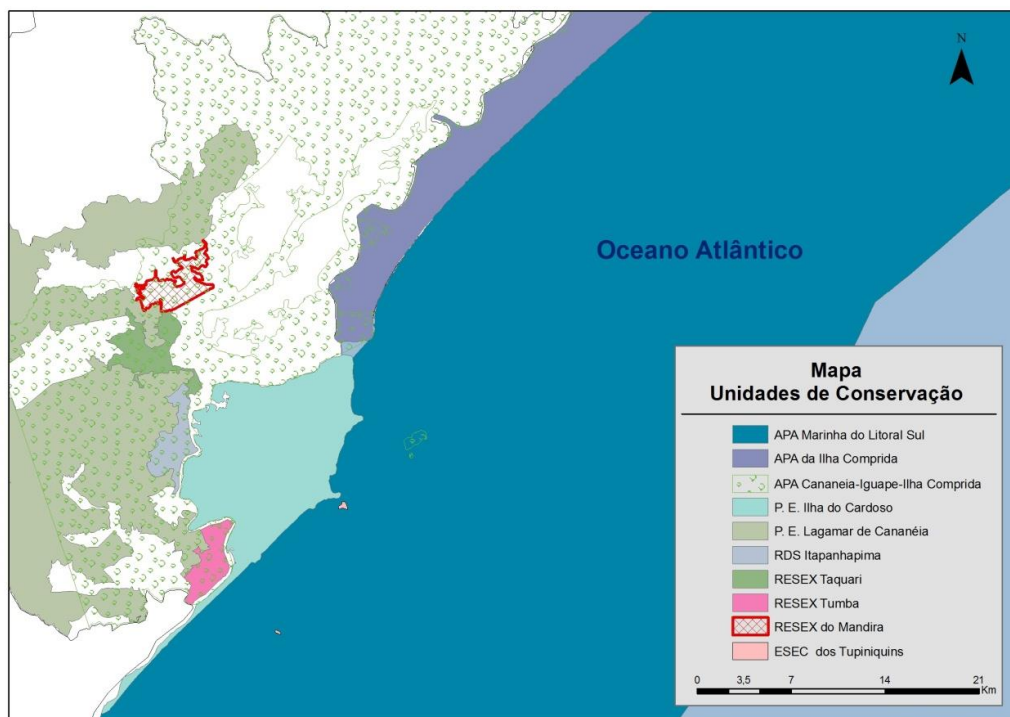 N
Oceano Atlântico
Mapa
Unidades de Conservação
APA Marinha do Litoral Sul
APA da Ilha Comprida
APA Cananeia-Iguape-Ilha Comprida
P. E. Ilha do Cardoso
P. E. Lagamar de Cananéia
RDS Itapanhapima
RESEX Taquari
RESEX Tumba
RESEX do Mandira
ESEC dos Tupiniquins
0 3,5 7 14 21
Km